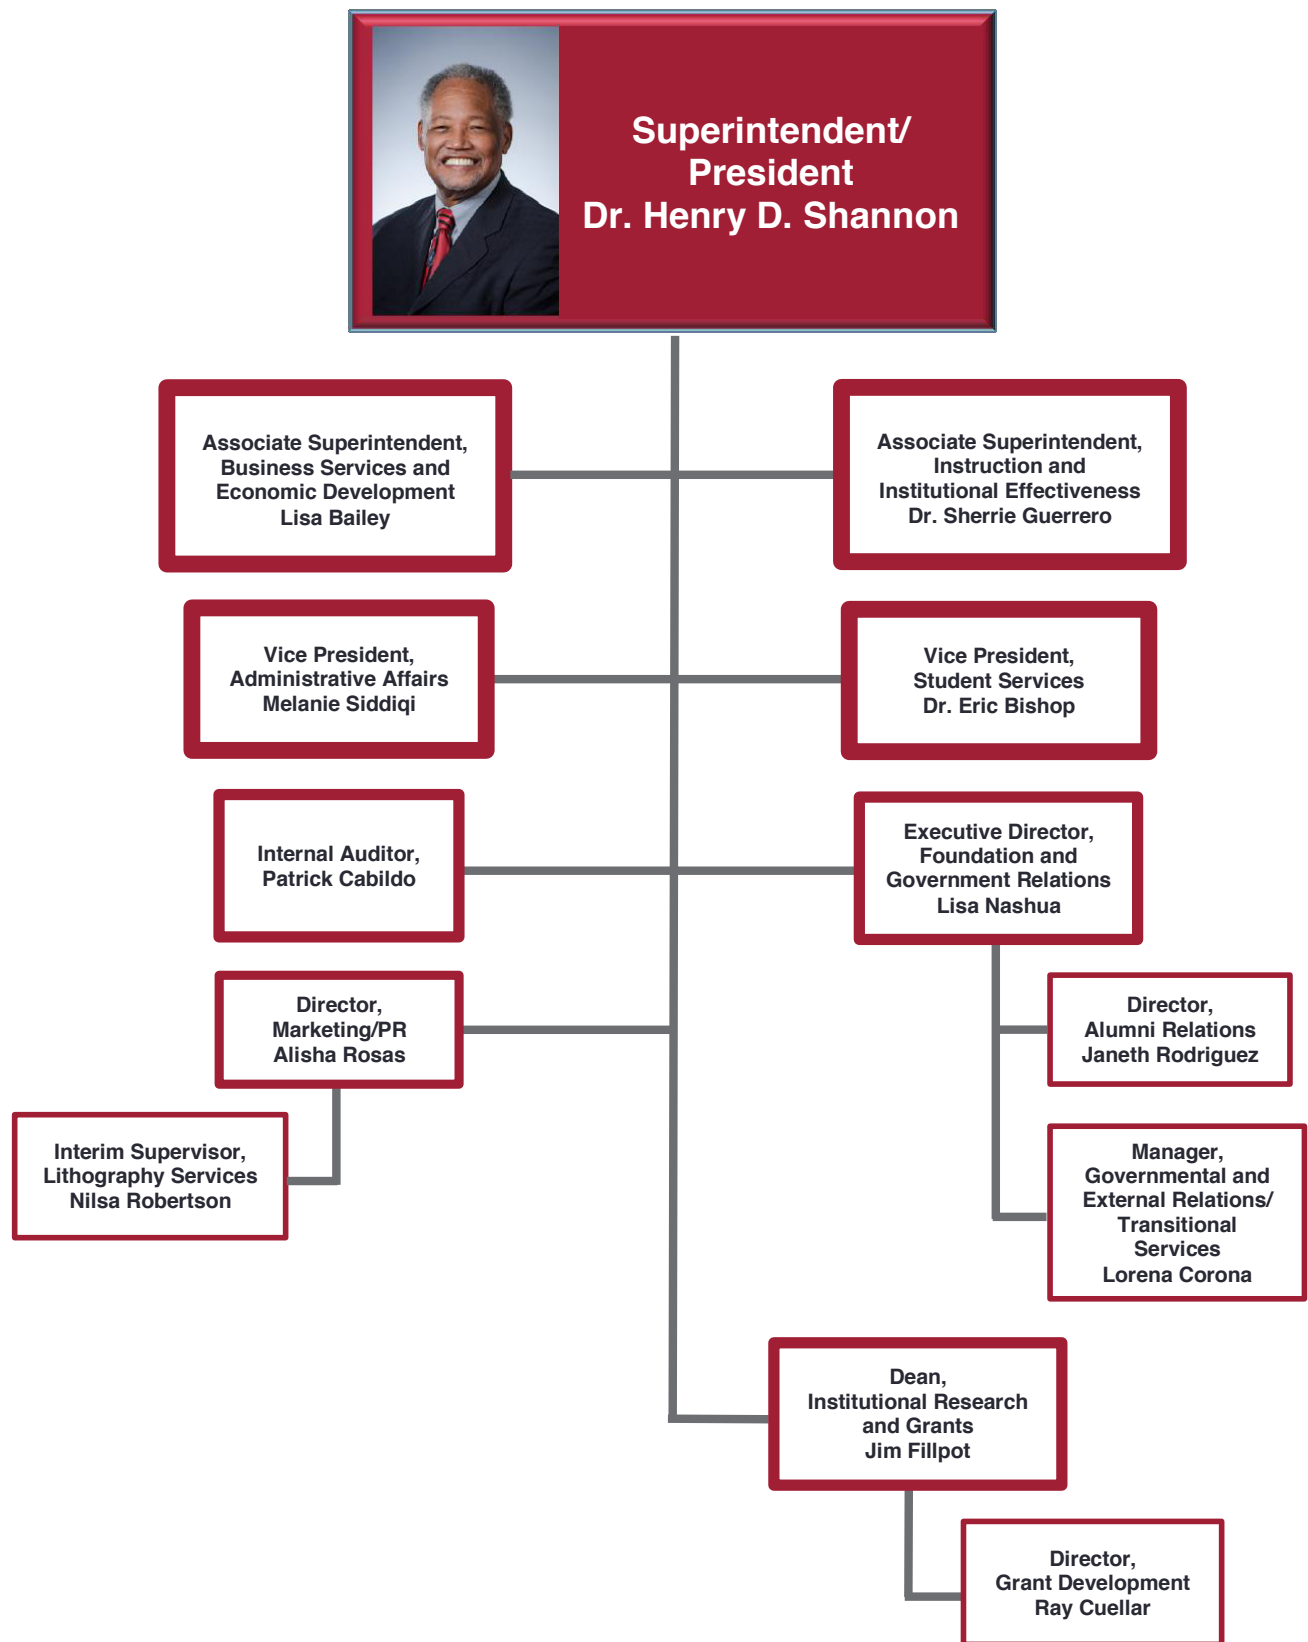 Superintendent/
President
Dr. Henry D. Shannon
Associate Superintendent,
Business Services and
Economic Development
Lisa Bailey
Associate Superintendent,
Instruction and
Institutional Effectiveness
Dr. Sherrie Guerrero
Vice President,
Administrative Affairs
Melanie Siddiqi
Vice President,
Student Services
Dr. Eric Bishop
Internal Auditor,
Patrick Cabildo
Executive Director,
Foundation and
Government Relations
Lisa Nashua
Director,
Marketing/PR
Alisha Rosas
Director,
Alumni Relations
Janeth Rodriguez
Interim Supervisor,
Lithography Services
Nilsa Robertson
Manager,
Governmental and
External Relations/
Transitional
Services
Lorena Corona
Dean,
Institutional Research
and Grants
Jim Fillpot
Director,
Grant Development
Ray Cuellar